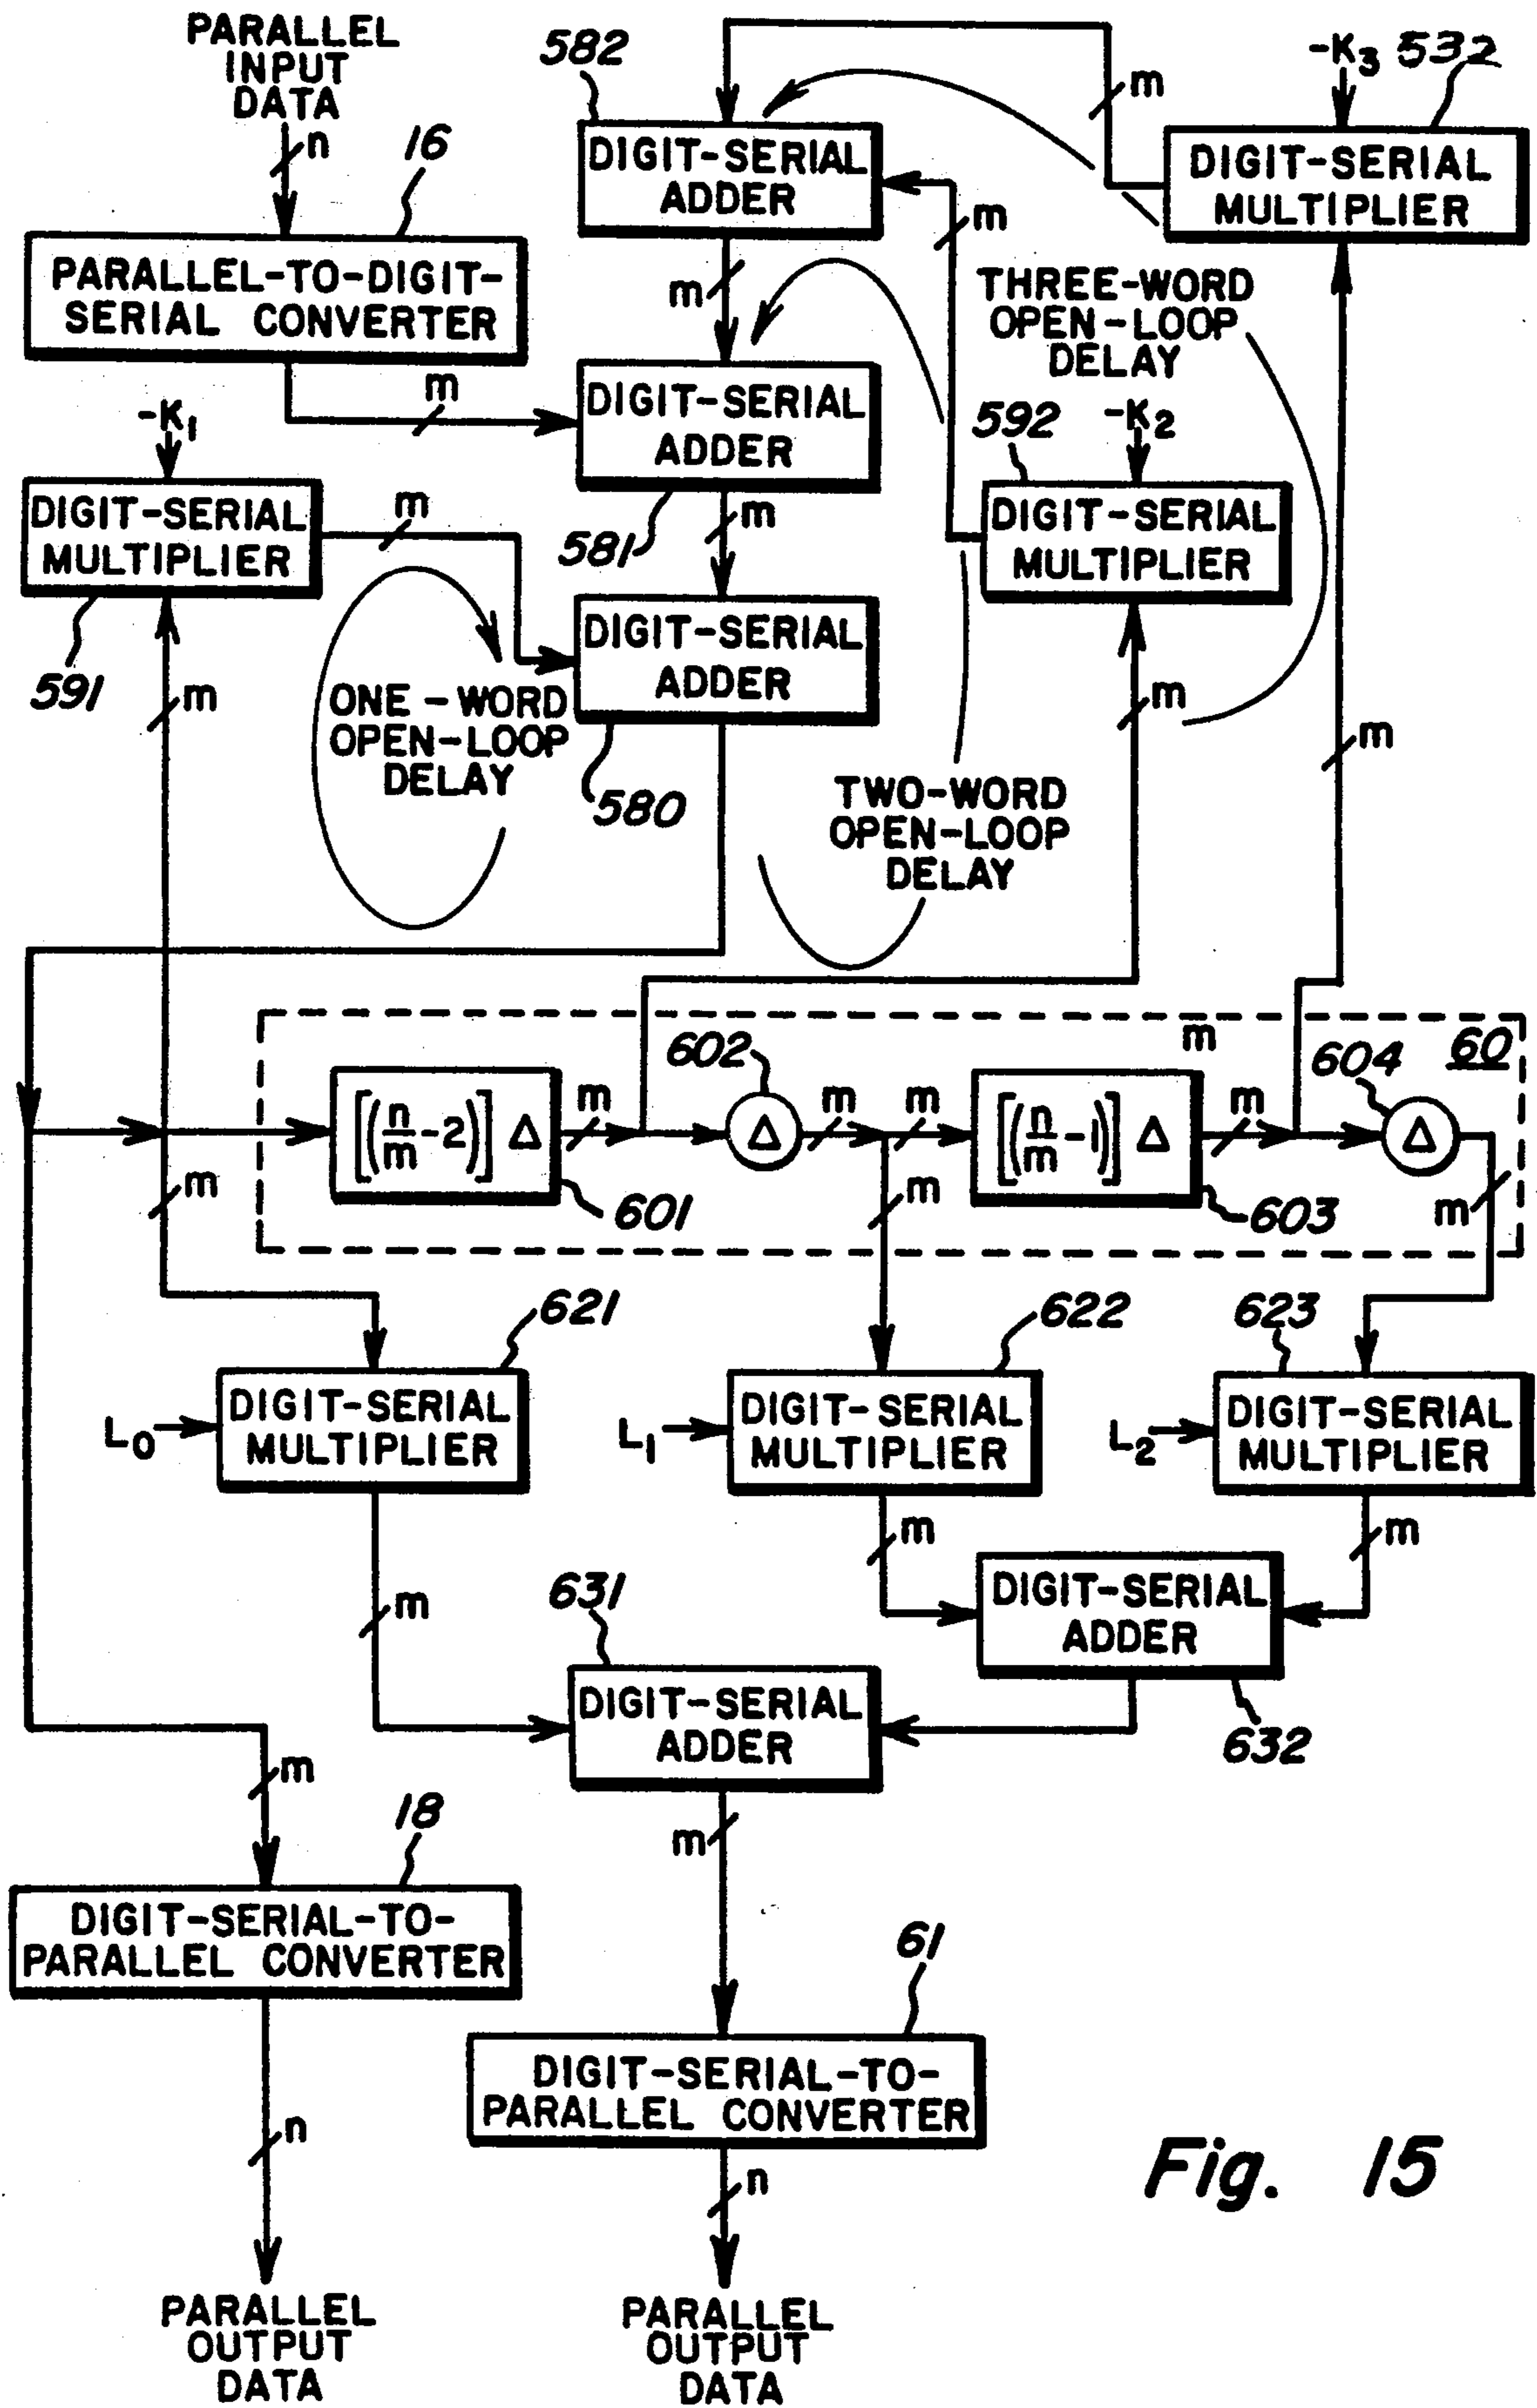 PARALLEL
INPUT
DATA
n
16
PARALLEL-TO-DIGIT-
SERIAL CONVERTER
m
582
DIGIT-SERIAL
ADDER
m
m
m
-K3 532
DIGIT-SERIAL
MULTIPLIER
THREE-WORD
OPEN-LOOP
DELAY
DIGIT-SERIAL
ADDER
581
m
592
-K2
DIGIT-SERIAL
MULTIPLIER
m
m
-K1
DIGIT-SERIAL
MULTIPLIER
591
m
m
ONE-WORD
OPEN-LOOP
DELAY
DIGIT-SERIAL
ADDER
580
TWO-WORD
OPEN-LOOP
DELAY
60
m
[(n/m-2)] Δ
601
m
602
Δ
m
m
[(n/m-1)] Δ
603
m
604
Δ
m
m
m
621
L0
DIGIT-SERIAL
MULTIPLIER
622
L1
DIGIT-SERIAL
MULTIPLIER
623
L2
DIGIT-SERIAL
MULTIPLIER
m
m
m
DIGIT-SERIAL
ADDER
632
631
DIGIT-SERIAL
ADDER
m
m
18
DIGIT-SERIAL-TO-
PARALLEL CONVERTER
n
PARALLEL
OUTPUT
DATA
61
DIGIT-SERIAL-TO-
PARALLEL CONVERTER
n
PARALLEL
OUTPUT
DATA
Fig. 15